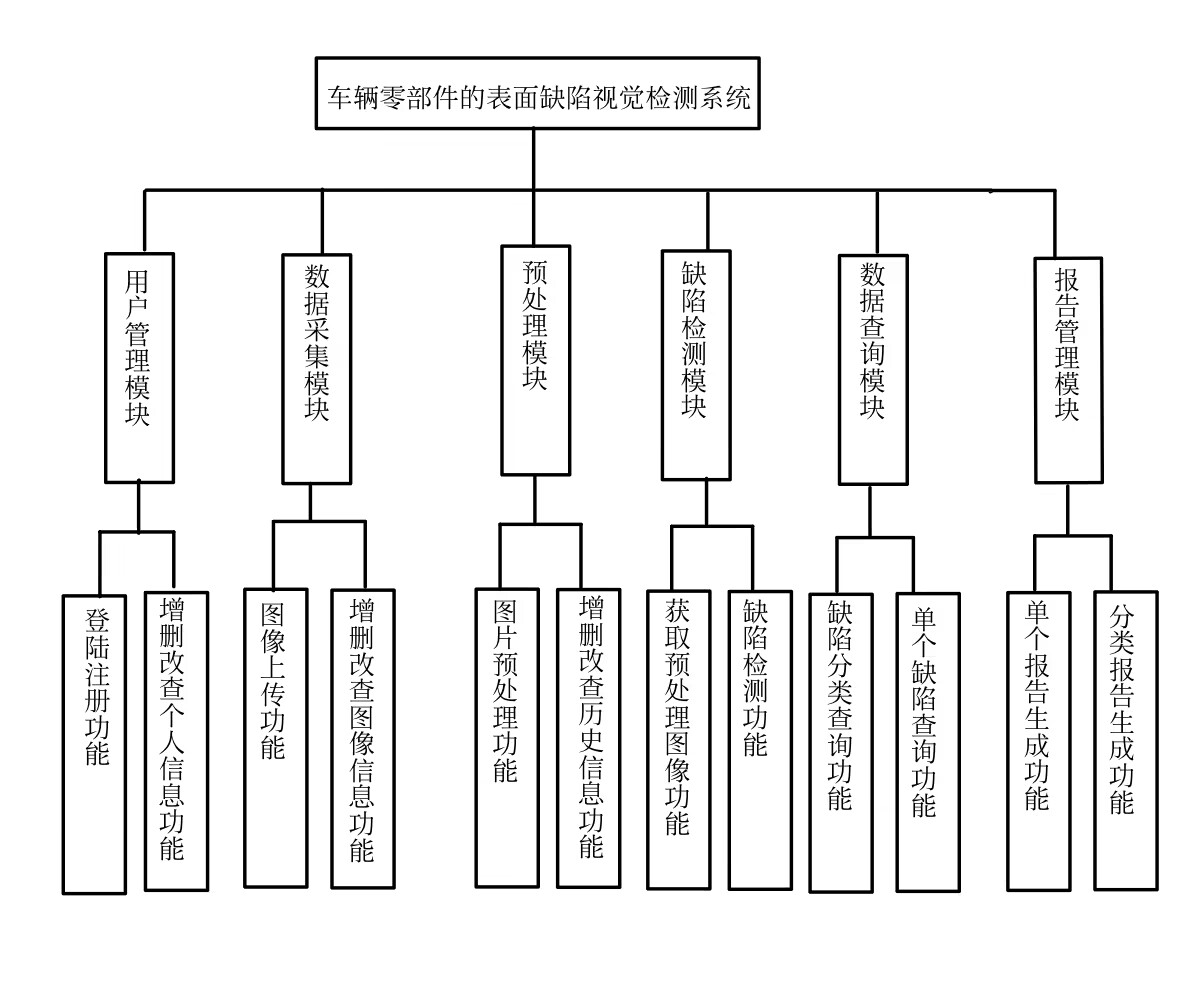 车辆零部件的表面缺陷视觉检测系统
用户管理模块
数据采集模块
预处理模块
缺陷检测模块
数据查询模块
报告管理模块
登陆注册功能
增删改查个人信息功能
图像上传功能
增删改查图像信息功能
图片预处理功能
增删改查历史信息功能
获取预处理图像功能
缺陷检测功能
缺陷分类查询功能
单个缺陷查询功能
单个报告生成功能
分类报告生成功能